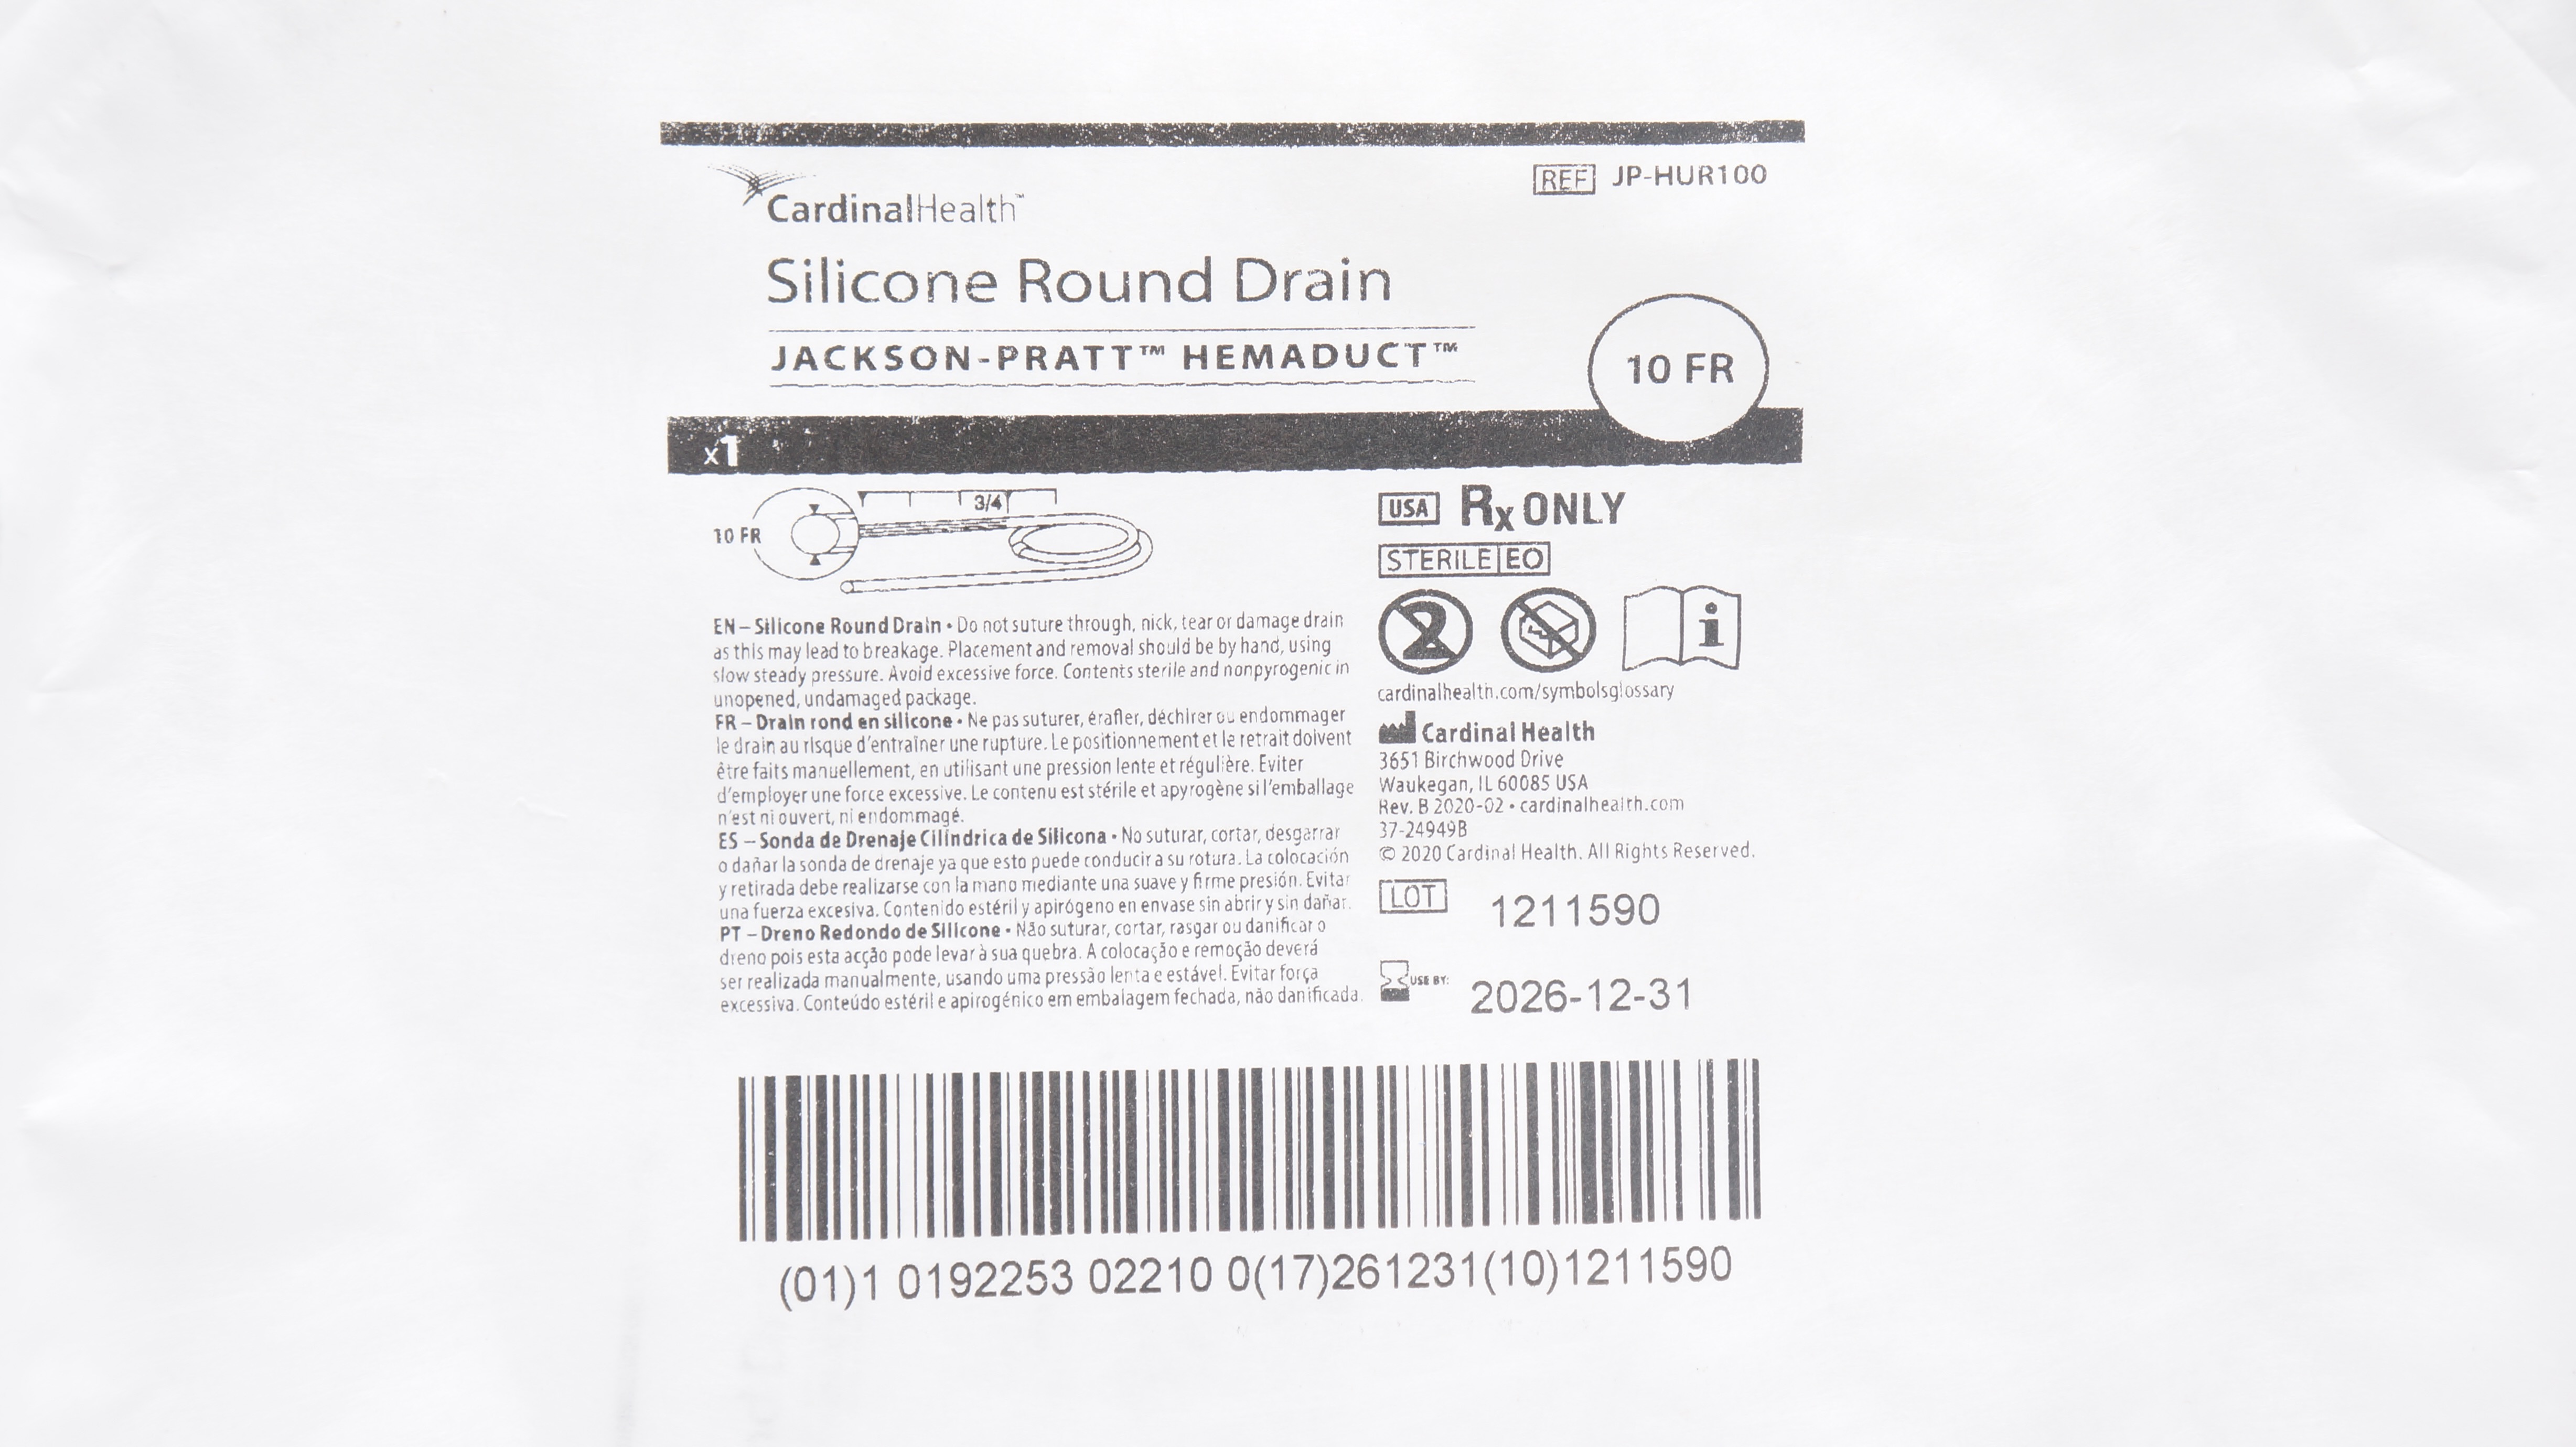 CardinalHealth™
REF JP-HUR100
Silicone Round Drain
JACKSON-PRATT™ HEMADUCT™
10 FR
x1
10 FR
3/4
USA Rx ONLY
STERILE EO
2
i
cardinalhealth.com/symbolsglossary
EN – Silicone Round Drain • Do not suture through, nick, tear or damage drain
as this may lead to breakage. Placement and removal should be by hand, using
slow steady pressure. Avoid excessive force. Contents sterile and nonpyrogenic in
unopened, undamaged package.
FR – Drain rond en silicone • Ne pas suturer, érafler, déchirer ou endommager
le drain au risque d'entraîner une rupture. Le positionnement et le retrait doivent
être faits manuellement, en utilisant une pression lente et régulière. Eviter
d'employer une force excessive. Le contenu est stérile et apyrogène si l'emballage
n'est ni ouvert, ni endommagé.
ES – Sonda de Drenaje Cilíndrica de Silicona • No suturar, cortar, desgarrar
o dañar la sonda de drenaje ya que esto puede conducir a su rotura. La colocación
y retirada debe realizarse con la mano mediante una suave y firme presión. Evitar
una fuerza excesiva. Contenido estéril y apirógeno en envase sin abrir y sin dañar.
PT – Dreno Redondo de Silicone • Não suturar, cortar, rasgar ou danificar o
dreno pois esta acção pode levar à sua quebra. A colocação e remoção deverá
ser realizada manualmente, usando uma pressão lenta e estável. Evitar força
excessiva. Conteúdo estéril e apirogénico em embalagem fechada, não danificada.
Cardinal Health
3651 Birchwood Drive
Waukegan, IL 60085 USA
Rev. B 2020-02 • cardinalhealth.com
37-24949B
© 2020 Cardinal Health. All Rights Reserved.
LOT 1211590
USE BY: 2026-12-31
(01)1 0192253 02210 0(17)261231(10)1211590